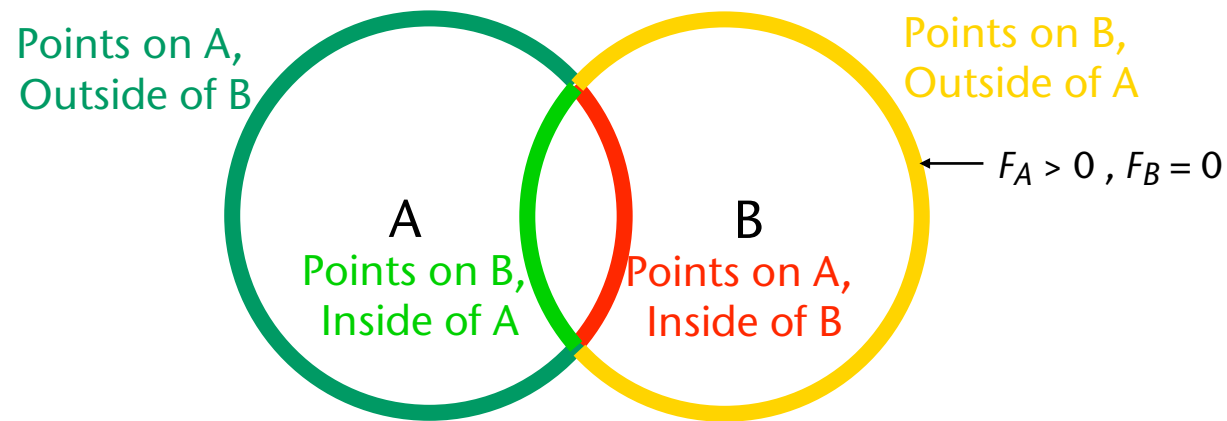 Points on A,
Outside of B
Points on B,
Outside of A
F_A > 0 , F_B = 0
A
B
Points on B,
Inside of A
Points on A,
Inside of B